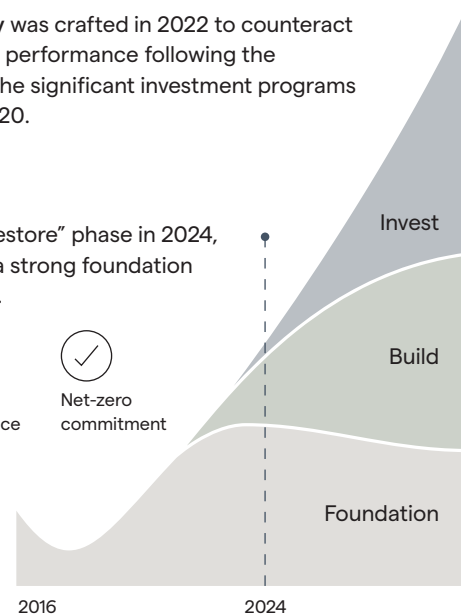 was crafted in 2022 to counteract
performance following the
he significant investment programs
20.
estore” phase in 2024,
a strong foundation
Invest
Build
Net-zero
commitment
ce
Foundation
2016
2024